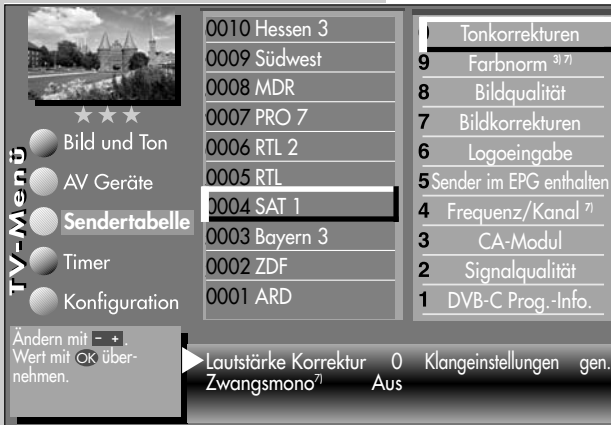 TV-Menü
Bild und Ton
AV Geräte
Sendertabelle
Timer
Konfiguration
Ändern mit - + .
Wert mit OK über-
nehmen.
0010 Hessen 3
0009 Südwest
0008 MDR
0007 PRO 7
0006 RTL 2
0005 RTL
0004 SAT 1
0003 Bayern 3
0002 ZDF
0001 ARD
Tonkorrekturen
9 Farbnorm 3) 7)
8 Bildqualität
7 Bildkorrekturen
6 Logoeingabe
5 Sender im EPG enthalten
4 Frequenz/Kanal 7)
3 CA-Modul
2 Signalqualität
1 DVB-C Prog.-Info.
Lautstärke Korrektur 0 Klangeinstellungen gen.
Zwangsmono7) Aus